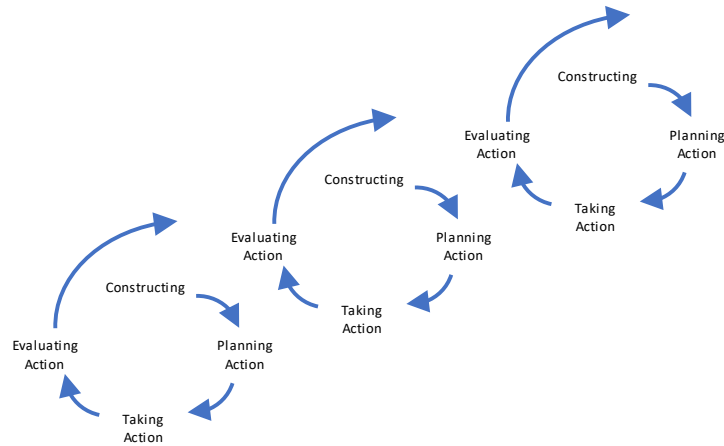 Constructing
Evaluating
Action
Planning
Action
Taking
Action
Constructing
Evaluating
Action
Planning
Action
Taking
Action
Constructing
Evaluating
Action
Planning
Action
Taking
Action